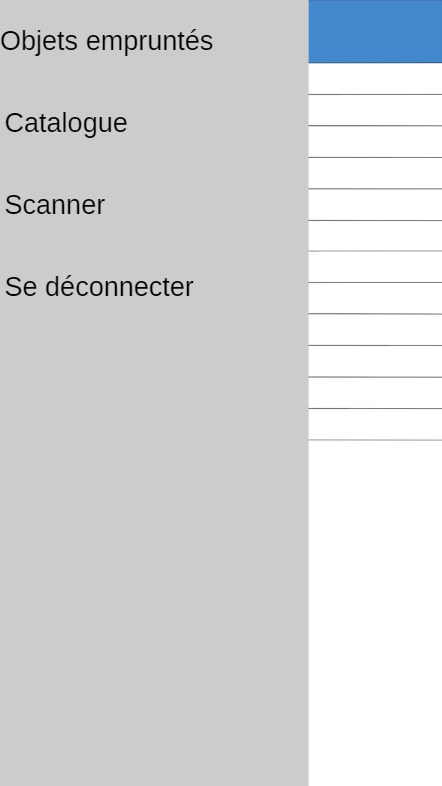 Objets empruntés
Catalogue
Scanner
Se déconnecter